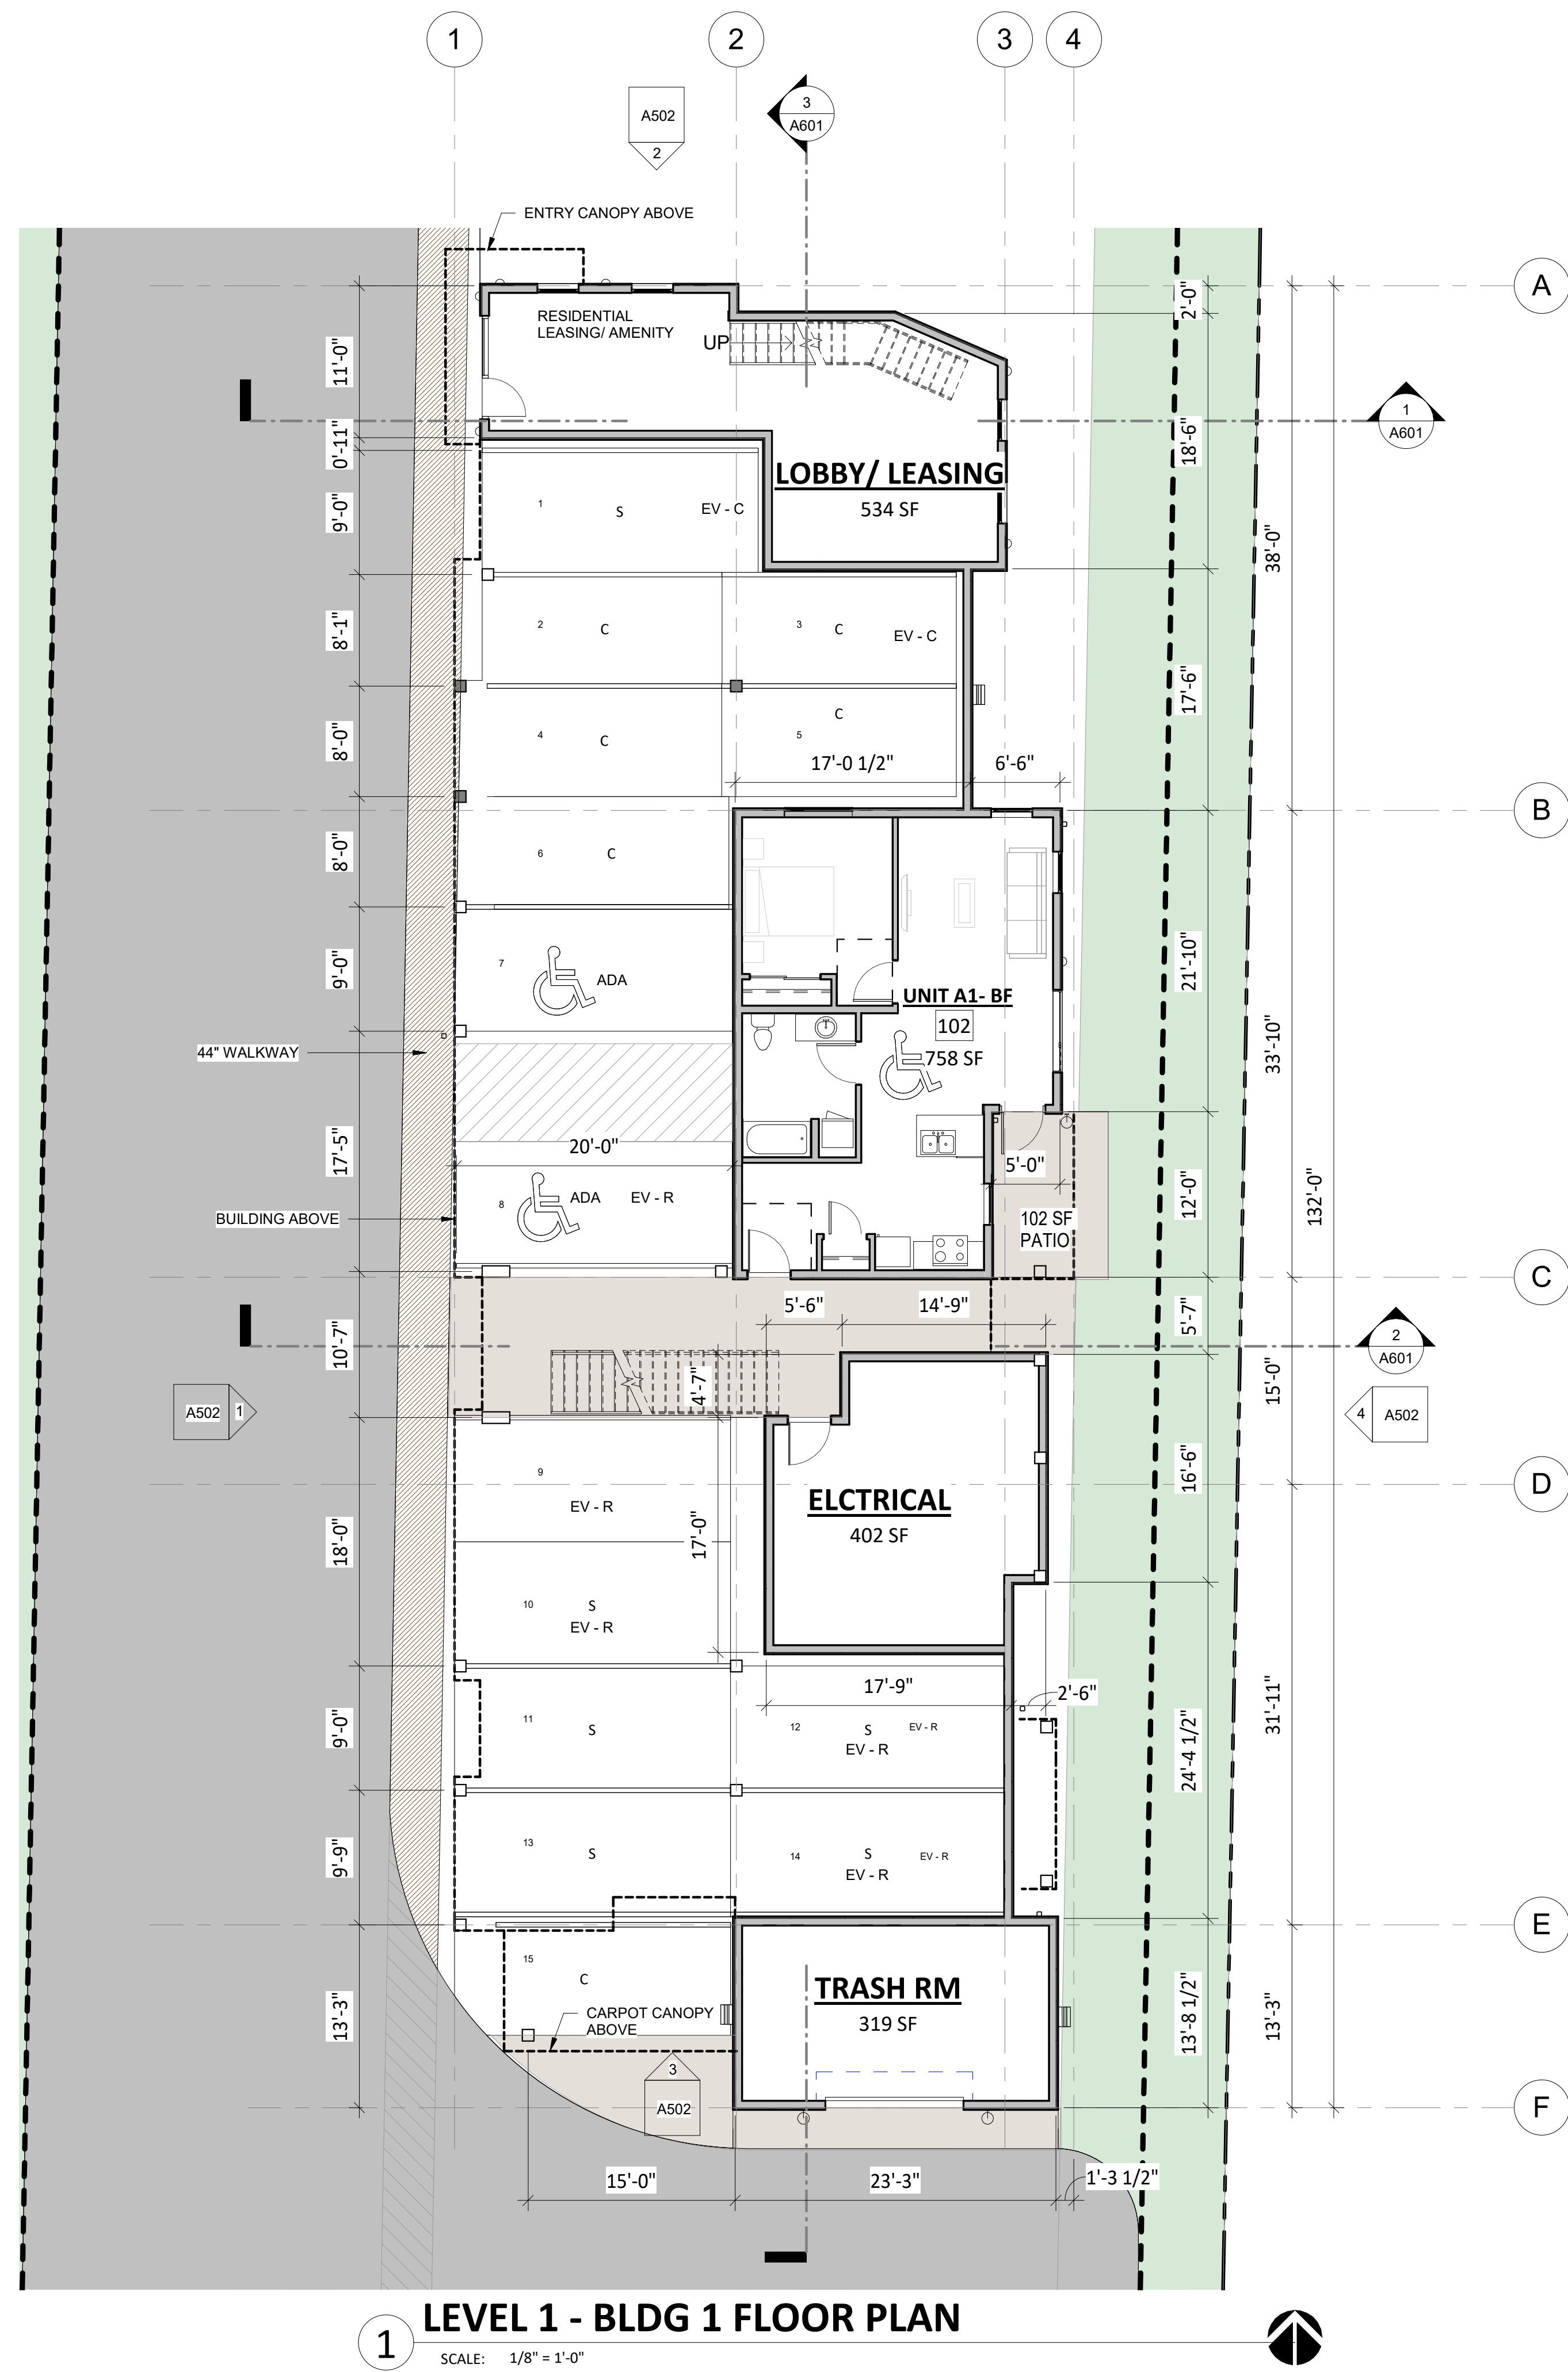 1
2
3
4
A502
2
3
A601
ENTRY CANOPY ABOVE
A
RESIDENTIAL
LEASING/ AMENITY
UP
2'-0"
11'-0"
1
A601
0'-11"
18'-6"
LOBBY/ LEASING
534 SF
1
S
EV - C
9'-0"
38'-0"
8'-1"
2
C
3
C
EV - C
17'-6"
8'-0"
4
C
C
5
17'-0 1/2"
6'-6"
B
8'-0"
6
C
9'-0"
7
ADA
21'-10"
UNIT A1- BF
102
758 SF
44" WALKWAY
33'-10"
17'-5"
20'-0"
5'-0"
132'-0"
8
ADA
EV - R
12'-0"
BUILDING ABOVE
102 SF
PATIO
C
5'-6"
14'-9"
5'-7"
10'-7"
2
A601
4'-7"
15'-0"
A502
1
4
A502
9
EV - R
16'-6"
D
ELCTRICAL
402 SF
18'-0"
17'-0"
10
S
EV - R
17'-9"
2'-6"
31'-11"
9'-0"
11
S
12
S
EV - R
EV - R
24'-4 1/2"
9'-9"
13
S
14
S
EV - R
EV - R
E
15
C
TRASH RM
319 SF
CARPOT CANOPY
ABOVE
13'-3"
13'-8 1/2"
13'-3"
3
A502
F
15'-0"
23'-3"
1'-3 1/2"
LEVEL 1 - BLDG 1 FLOOR PLAN
1
SCALE: 1/8" = 1'-0"